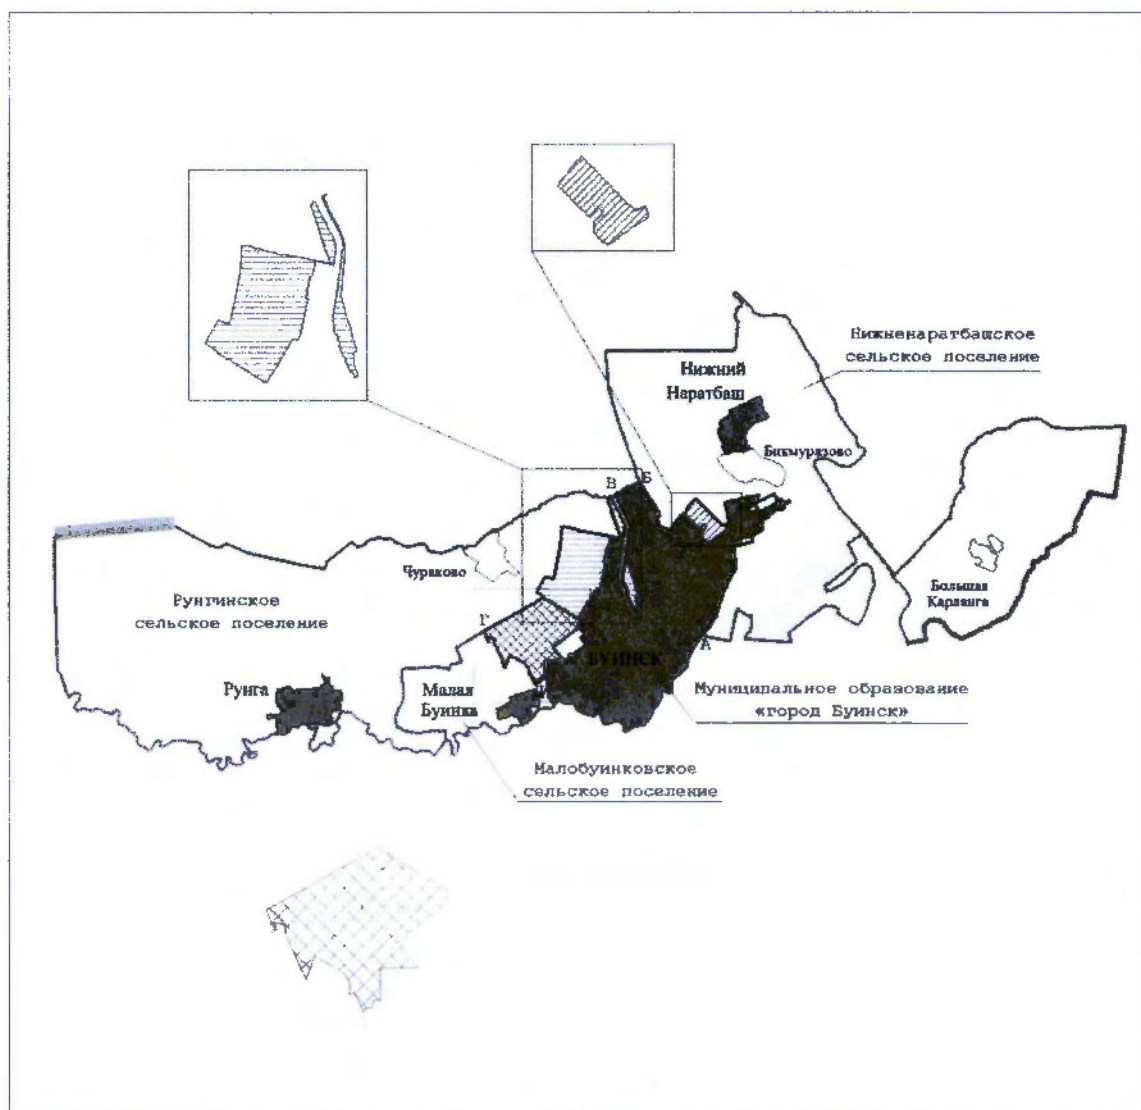 Нижненаратбашское
сельское поселение
Нижний
Наратбаш
Бикмуразово
Б
В
Чураково
Большая
Карланга
Рунгинское
сельское поселение
Г
А
БУИНСК
Рунга
Малая
Буинка
Муниципальное образование
«город Буинск»
Малобуинковское
сельское поселение